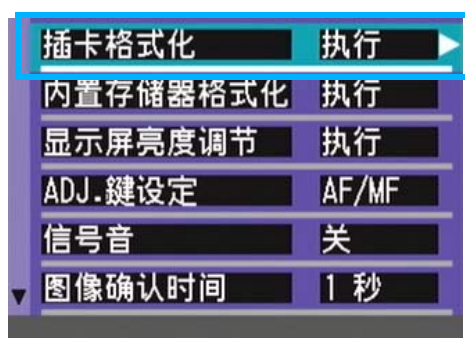 插卡格式化 执行
内置存储器格式化 执行
显示屏亮度调节 执行
ADJ.鍵设定 AF/MF
信号音 关
图像确认时间 1 秒